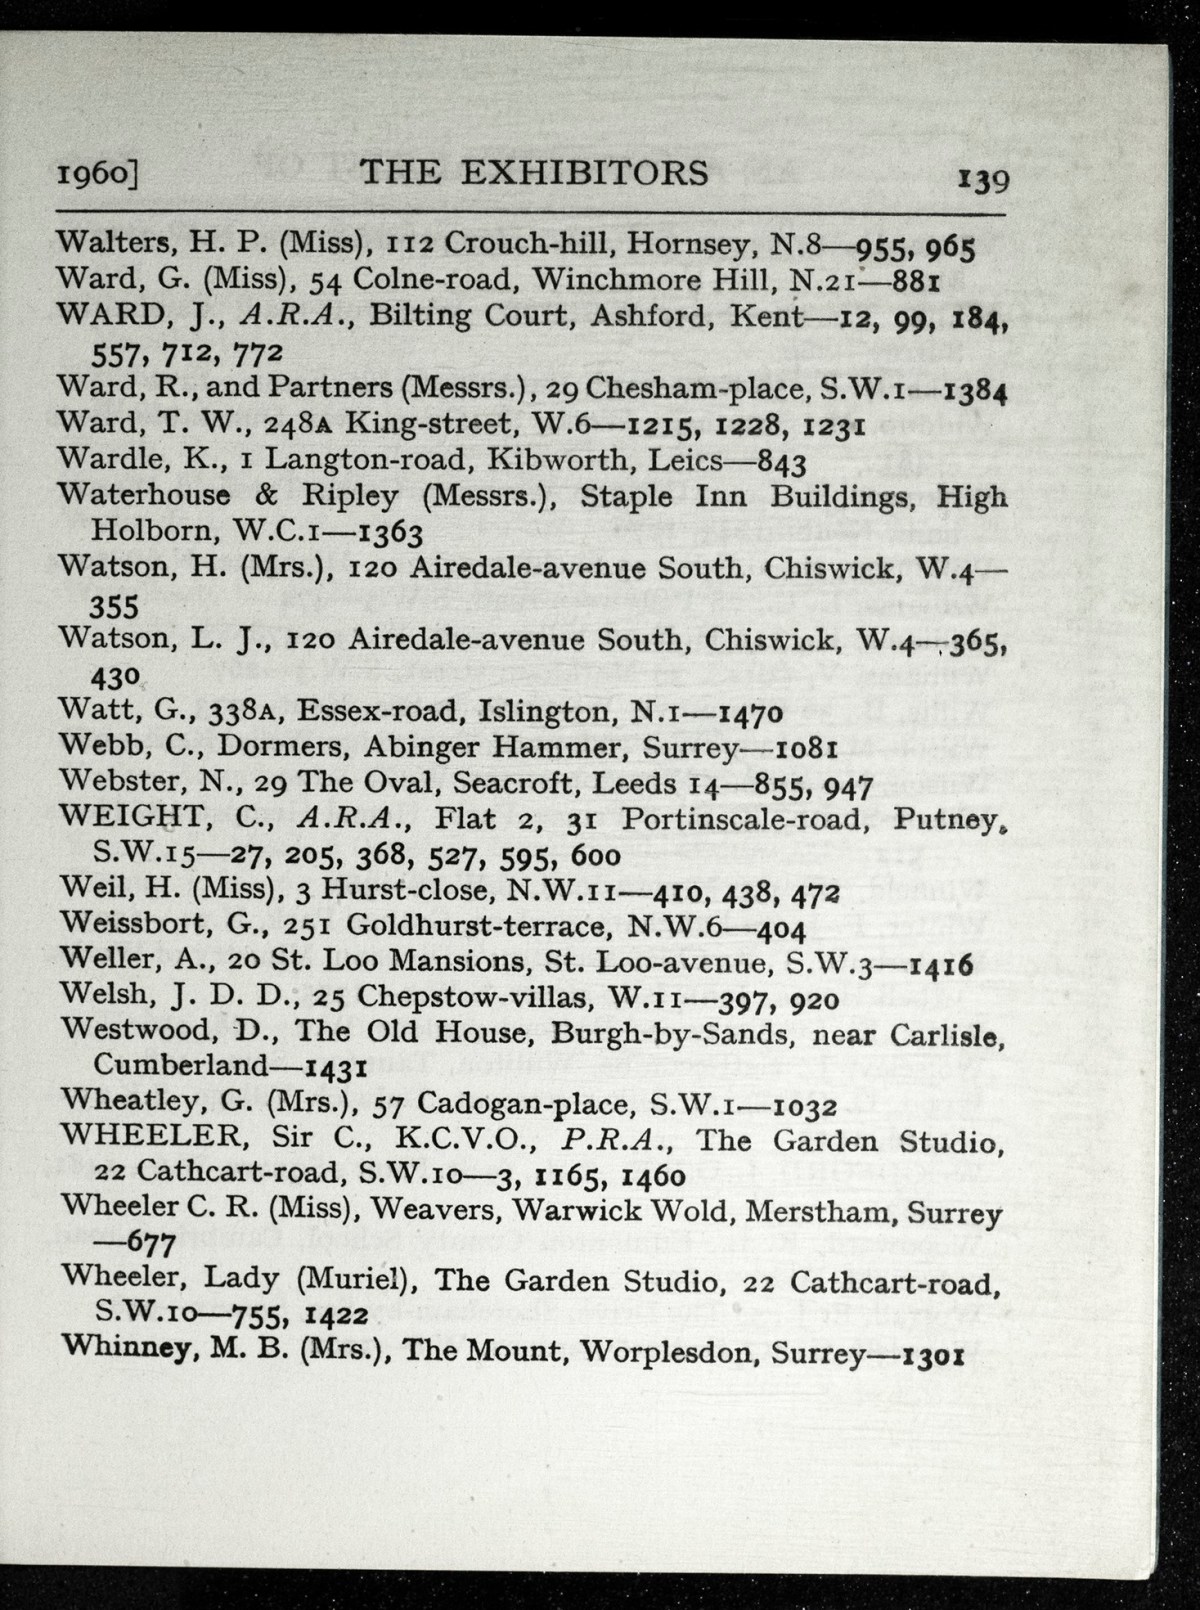 1960] THE EXHIBITORS 139
Walters, H. P. (Miss), 112 Crouch-hill, Hornsey, N.8—955, 965
Ward, G. (Miss), 54 Colne-road, Winchmore Hill, N.21—881
WARD, J., A.R.A., Bilting Court, Ashford, Kent—12, 99, 184,
557, 712, 772
Ward, R., and Partners (Messrs.), 29 Chesham-place, S.W.1—1384
Ward, T. W., 248A King-street, W.6—1215, 1228, 1231
Wardle, K., 1 Langton-road, Kibworth, Leics—843
Waterhouse & Ripley (Messrs.), Staple Inn Buildings, High
Holborn, W.C.1—1363
Watson, H. (Mrs.), 120 Airedale-avenue South, Chiswick, W.4—
355
Watson, L. J., 120 Airedale-avenue South, Chiswick, W.4—365,
430
Watt, G., 338A, Essex-road, Islington, N.1—1470
Webb, C., Dormers, Abinger Hammer, Surrey—1081
Webster, N., 29 The Oval, Seacroft, Leeds 14—855, 947
WEIGHT, C., A.R.A., Flat 2, 31 Portinscale-road, Putney,
S.W.15—27, 205, 368, 527, 595, 600
Weil, H. (Miss), 3 Hurst-close, N.W.11—410, 438, 472
Weissbort, G., 251 Goldhurst-terrace, N.W.6—404
Weller, A., 20 St. Loo Mansions, St. Loo-avenue, S.W.3—1416
Welsh, J. D. D., 25 Chepstow-villas, W.11—397, 920
Westwood, D., The Old House, Burgh-by-Sands, near Carlisle,
Cumberland—1431
Wheatley, G. (Mrs.), 57 Cadogan-place, S.W.1—1032
WHEELER, Sir C., K.C.V.O., P.R.A., The Garden Studio,
22 Cathcart-road, S.W.10—3, 1165, 1460
Wheeler C. R. (Miss), Weavers, Warwick Wold, Merstham, Surrey
—677
Wheeler, Lady (Muriel), The Garden Studio, 22 Cathcart-road,
S.W.10—755, 1422
Whinney, M. B. (Mrs.), The Mount, Worplesdon, Surrey—1301